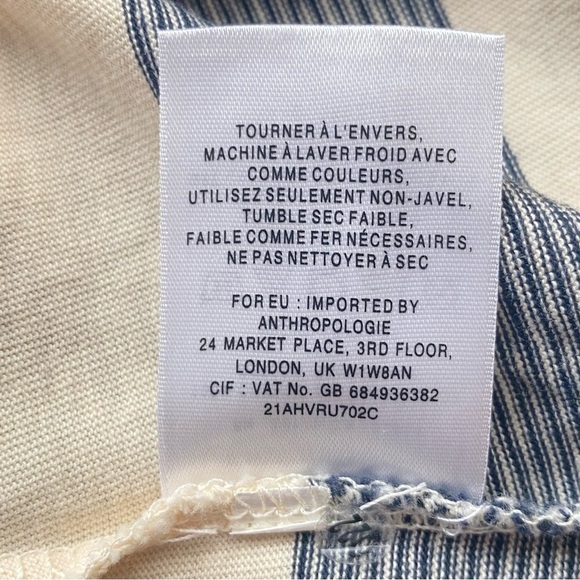 TOURNER À L'ENVERS,
MACHINE À LAVER FROID AVEC
COMME COULEURS,
UTILISEZ SEULEMENT NON-JAVEL,
TUMBLE SEC FAIBLE,
FAIBLE COMME FER NÉCESSAIRES,
NE PAS NETTOYER À SEC
FOR EU : IMPORTED BY
ANTHROPOLOGIE
24 MARKET PLACE, 3RD FLOOR,
LONDON, UK W1W8AN
CIF : VAT No. GB 684936382
21AHVRU702C